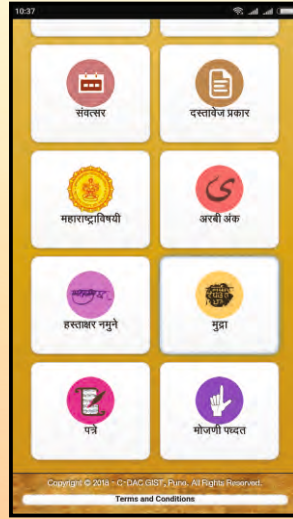 10:37
संवत्सर
दस्तावेज प्रकार
महाराष्ट्राविषयी
अरबी अंक
हस्ताक्षर नमुने
मुद्रा
पत्रे
मोजणी पध्दत
Copyright © 2016 - C-DAC GIST, Pune. All Rights Reserved.
Terms and Conditions